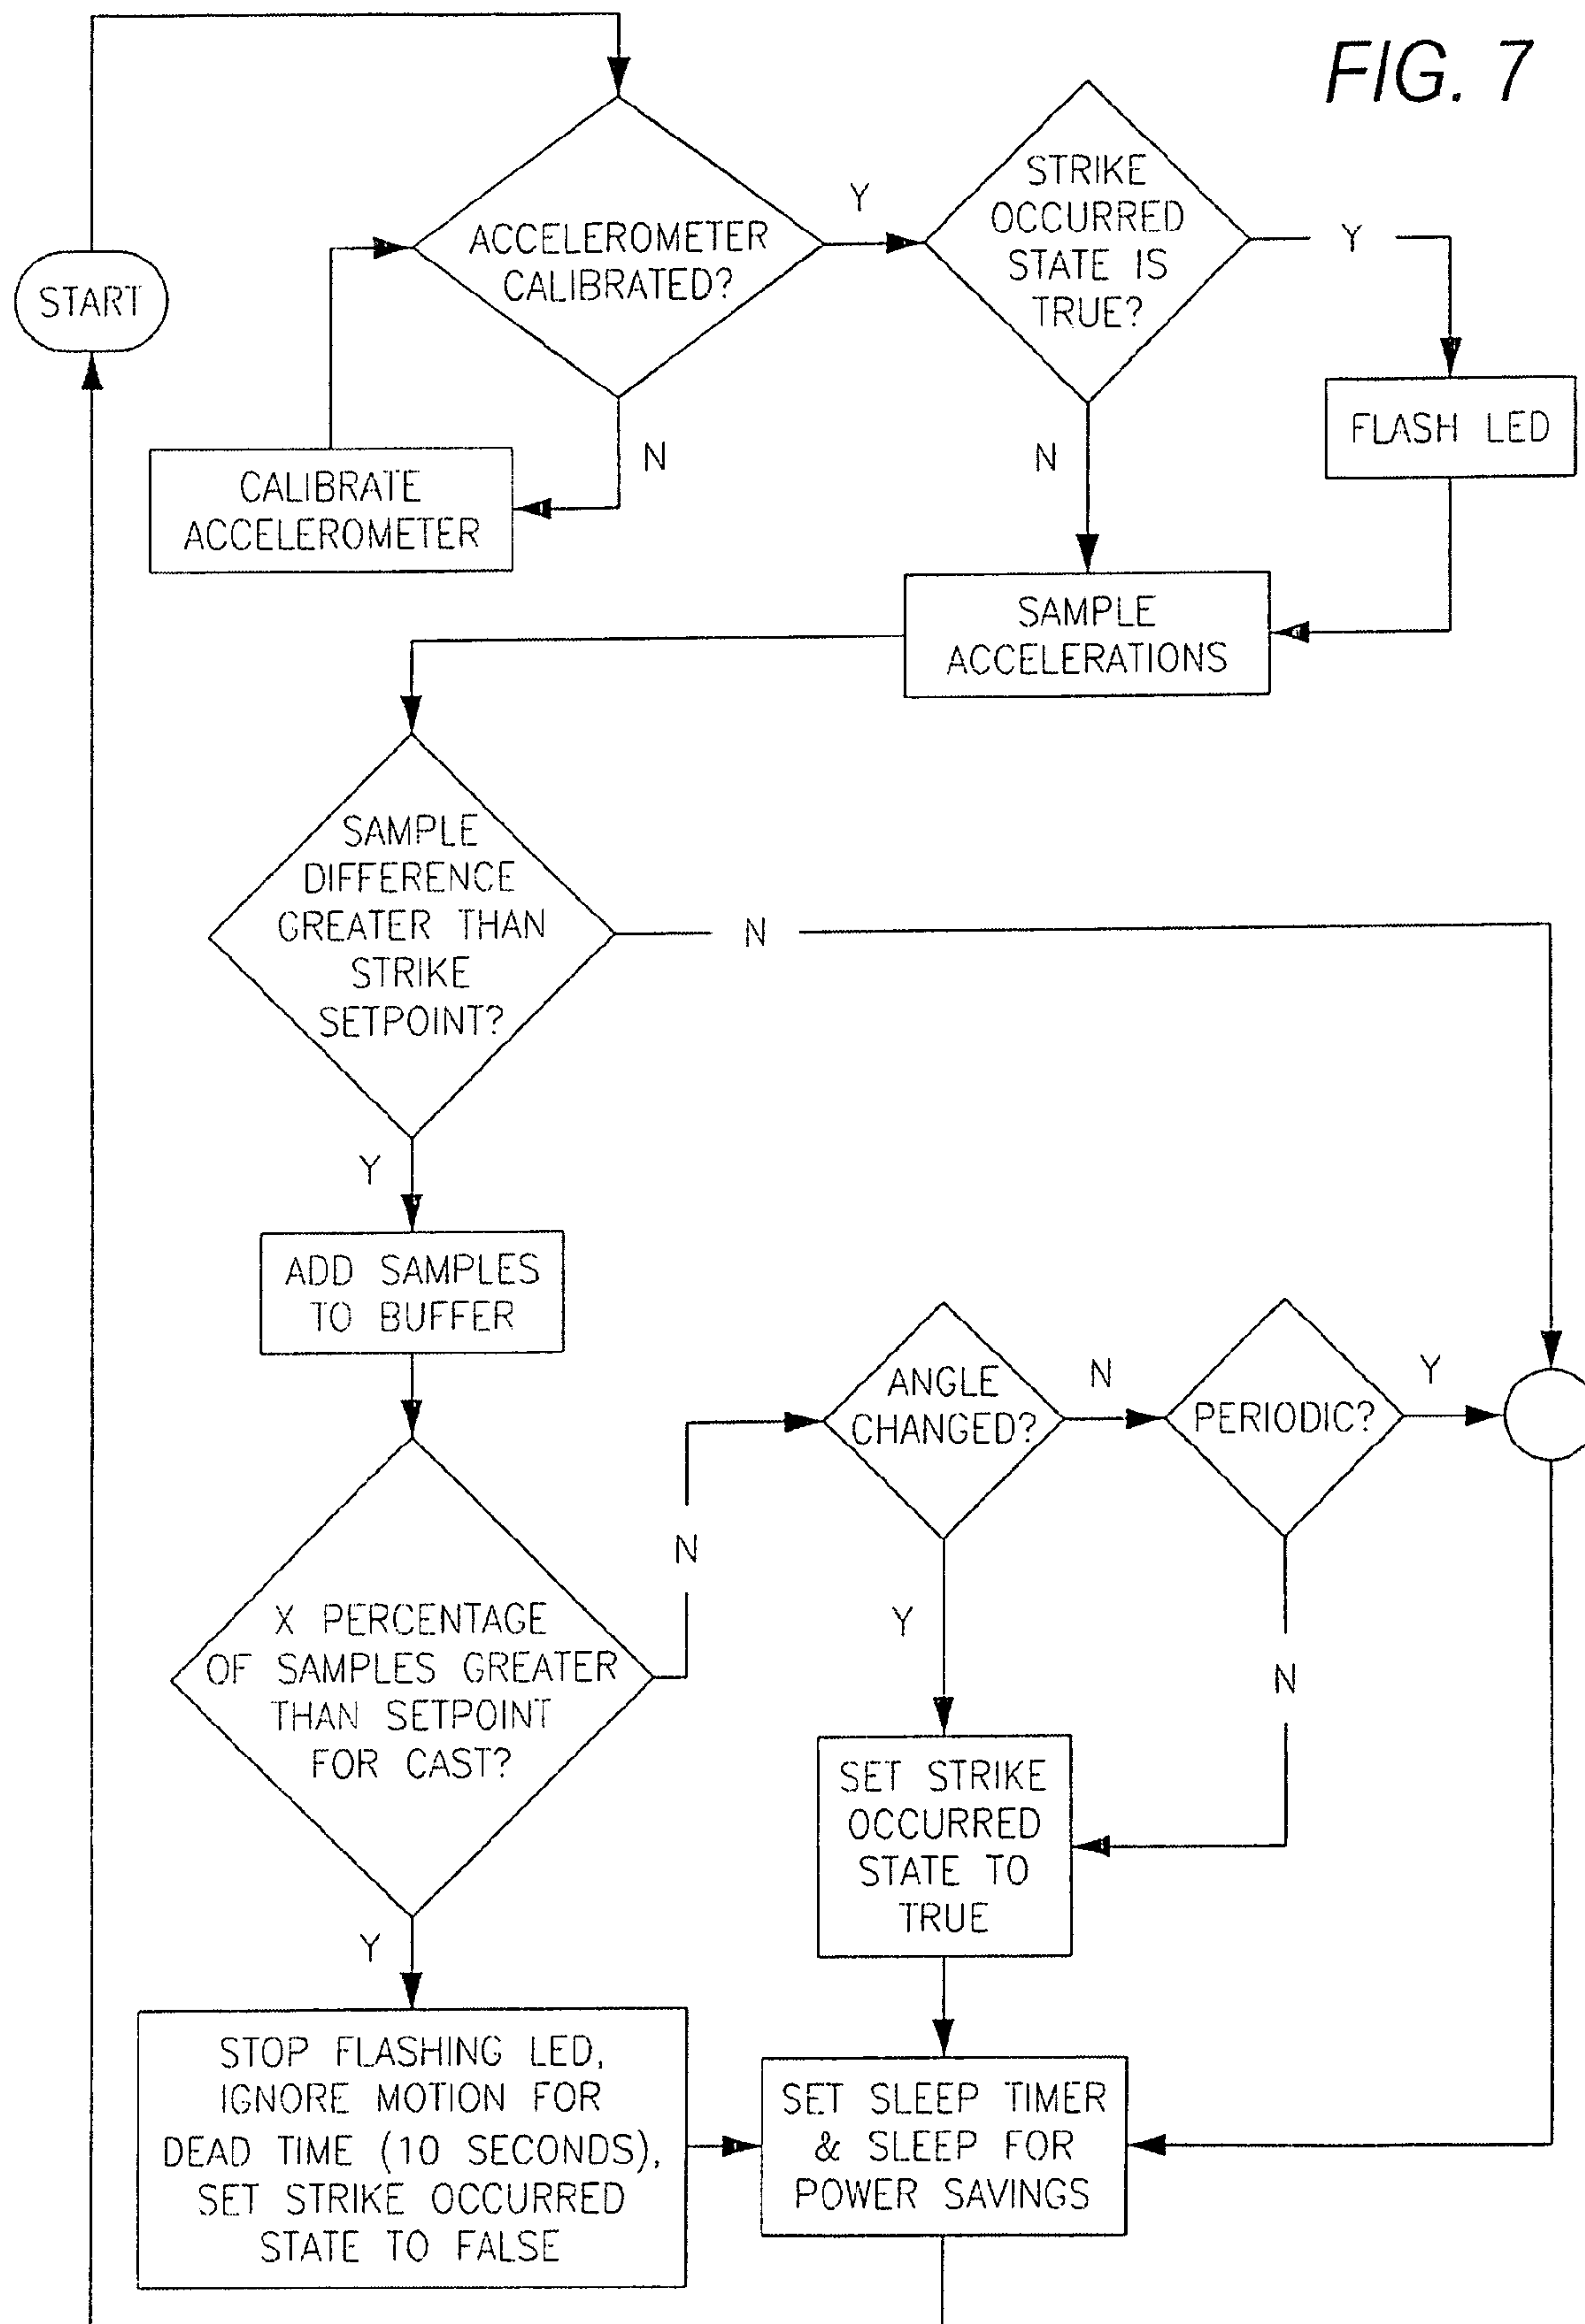 FIG. 7
START
ACCELEROMETER
CALIBRATED?
Y
N
CALIBRATE
ACCELEROMETER
STRIKE
OCCURRED
STATE IS
TRUE?
Y
N
FLASH LED
SAMPLE
ACCELERATIONS
SAMPLE
DIFFERENCE
GREATER THAN
STRIKE
SETPOINT?
N
Y
ADD SAMPLES
TO BUFFER
X PERCENTAGE
OF SAMPLES GREATER
THAN SETPOINT
FOR CAST?
N
Y
ANGLE
CHANGED?
N
Y
PERIODIC?
Y
N
SET STRIKE
OCCURRED
STATE TO
TRUE
STOP FLASHING LED,
IGNORE MOTION FOR
DEAD TIME (10 SECONDS),
SET STRIKE OCCURRED
STATE TO FALSE
SET SLEEP TIMER
& SLEEP FOR
POWER SAVINGS